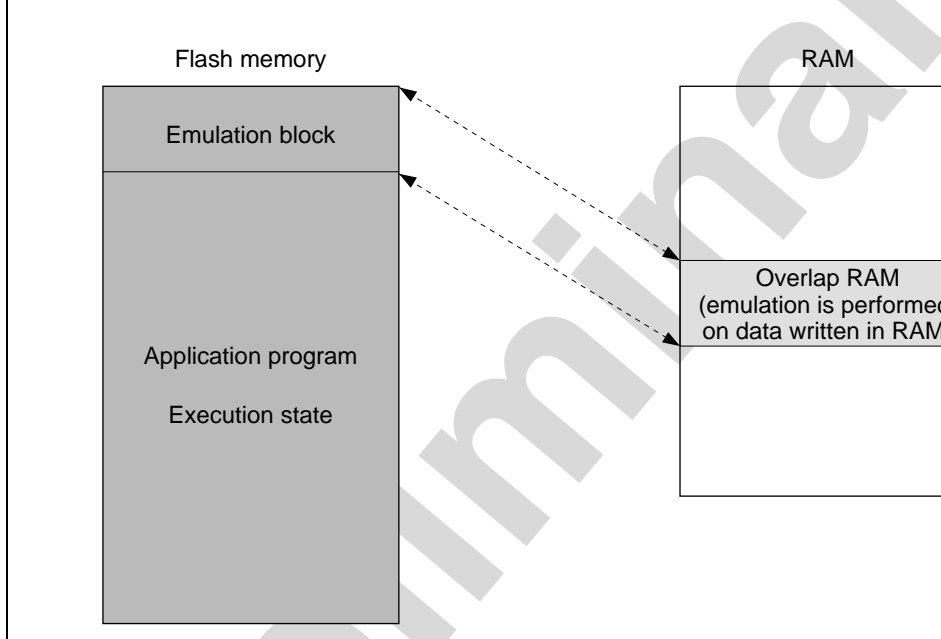 Flash memory
RAM
Emulation block
Overlap RAM
(emulation is performed
on data written in RAM
Application program
Execution state